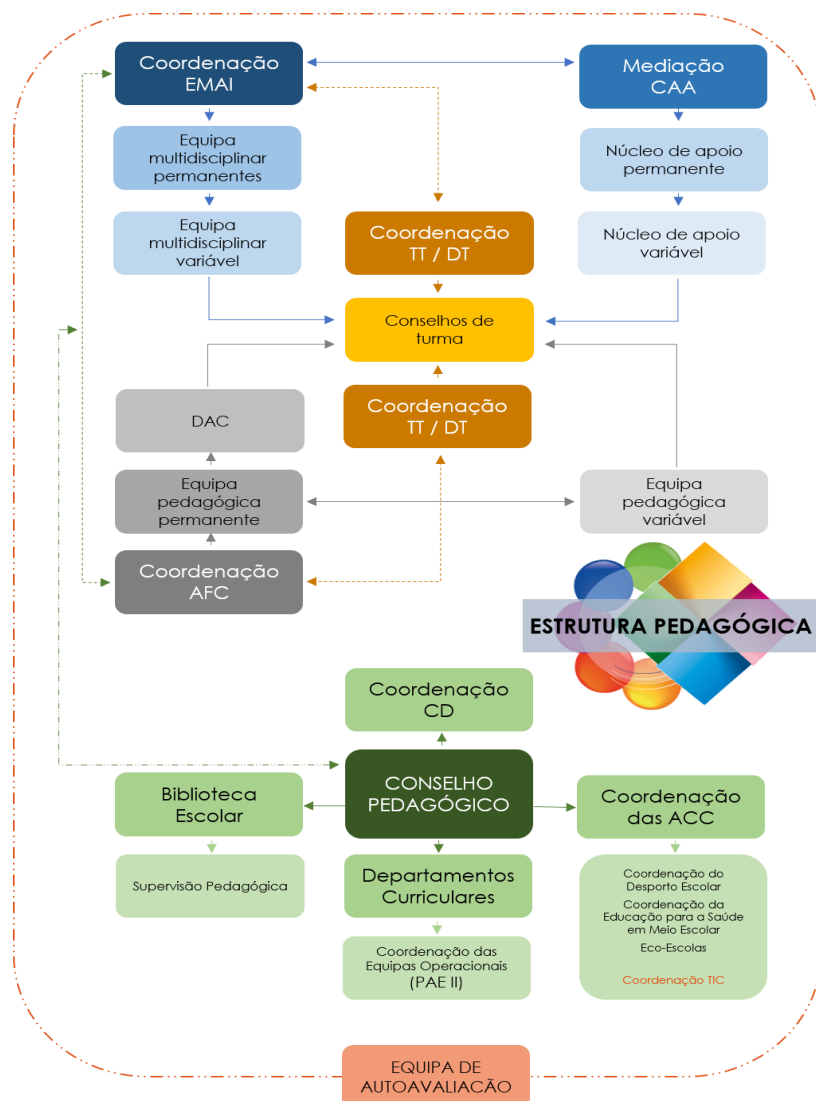 Coordenação
EMAI
Mediação
CAA
Equipa
multidisciplinar
permanentes
Núcleo de apoio
permanente
Equipa
multidisciplinar
variável
Coordenação
TT / DT
Núcleo de apoio
variável
Conselhos de
turma
DAC
Coordenação
TT / DT
Equipa
pedagógica
permanente
Equipa
pedagógica
variável
Coordenação
AFC
ESTRUTURA PEDAGÓGICA
Coordenação
CD
Biblioteca
Escolar
CONSELHO
PEDAGÓGICO
Coordenação
das ACC
Supervisão Pedagógica
Departamentos
Curriculares
Coordenação do
Desporto Escolar
Coordenação da
Educação para a Saúde
em Meio Escolar
Eco-Escolas
Coordenação TIC
Coordenação das
Equipas Operacionais
(PAE II)
EQUIPA DE
AUTOAVALIACÃO